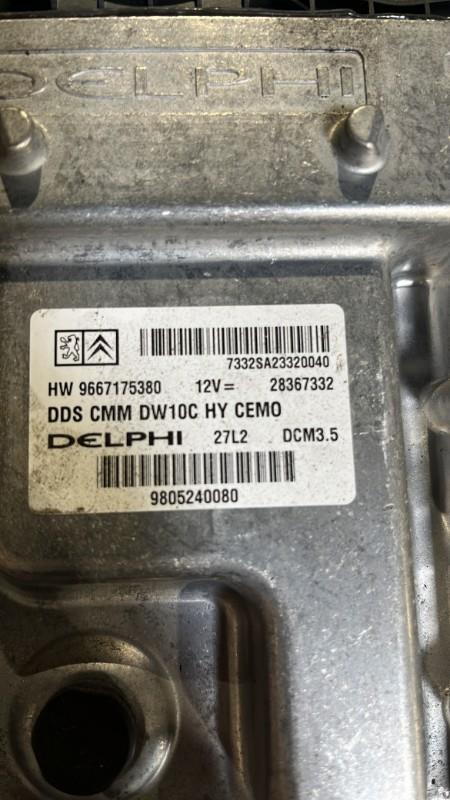 DELPHI
7332SA23320040
HW 9667175380 12V= 28367332
DDS CMM DW10C HY CEMO
DELPHI 27L2 DCM3.5
9805240080